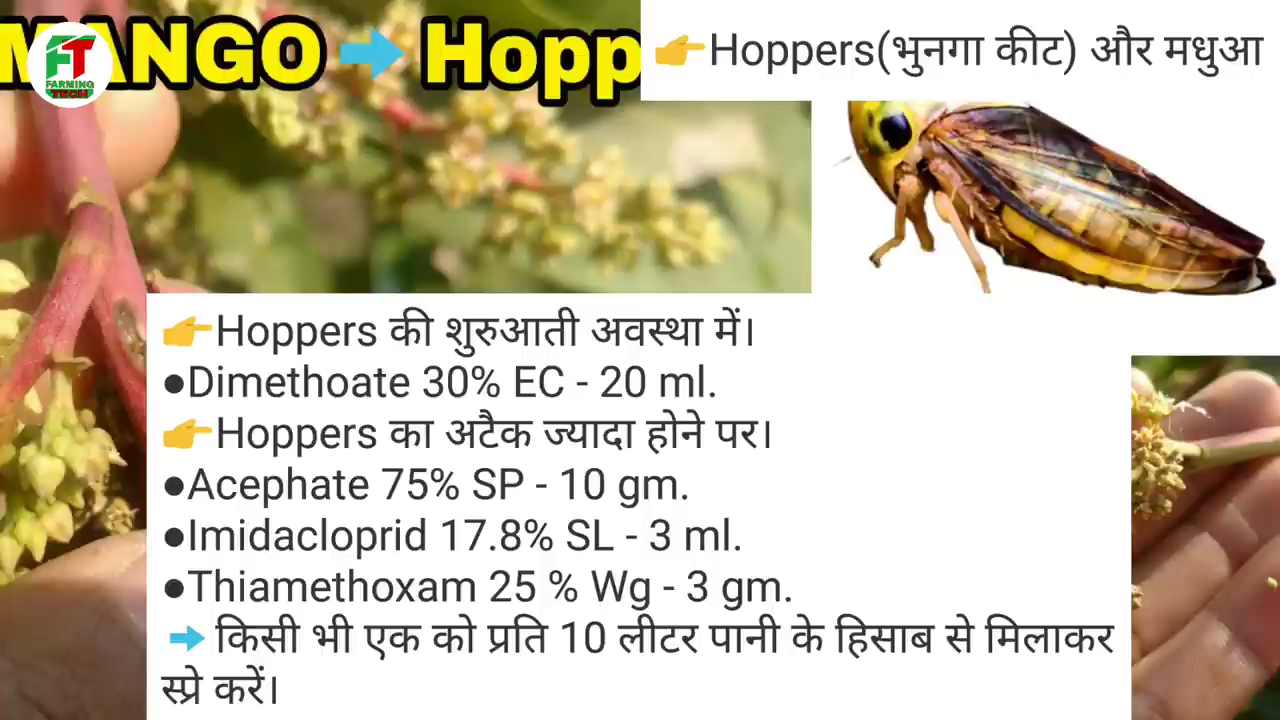 MANGO ➡ Hopp
FT
FARMING
TECH
👉Hoppers(भुनगा कीट) और मधुआ
👉Hoppers की शुरुआती अवस्था में।
●Dimethoate 30% EC - 20 ml.
👉Hoppers का अटैक ज्यादा होने पर।
●Acephate 75% SP - 10 gm.
●Imidacloprid 17.8% SL - 3 ml.
●Thiamethoxam 25 % Wg - 3 gm.
➡ किसी भी एक को प्रति 10 लीटर पानी के हिसाब से मिलाकर
स्प्रे करें।